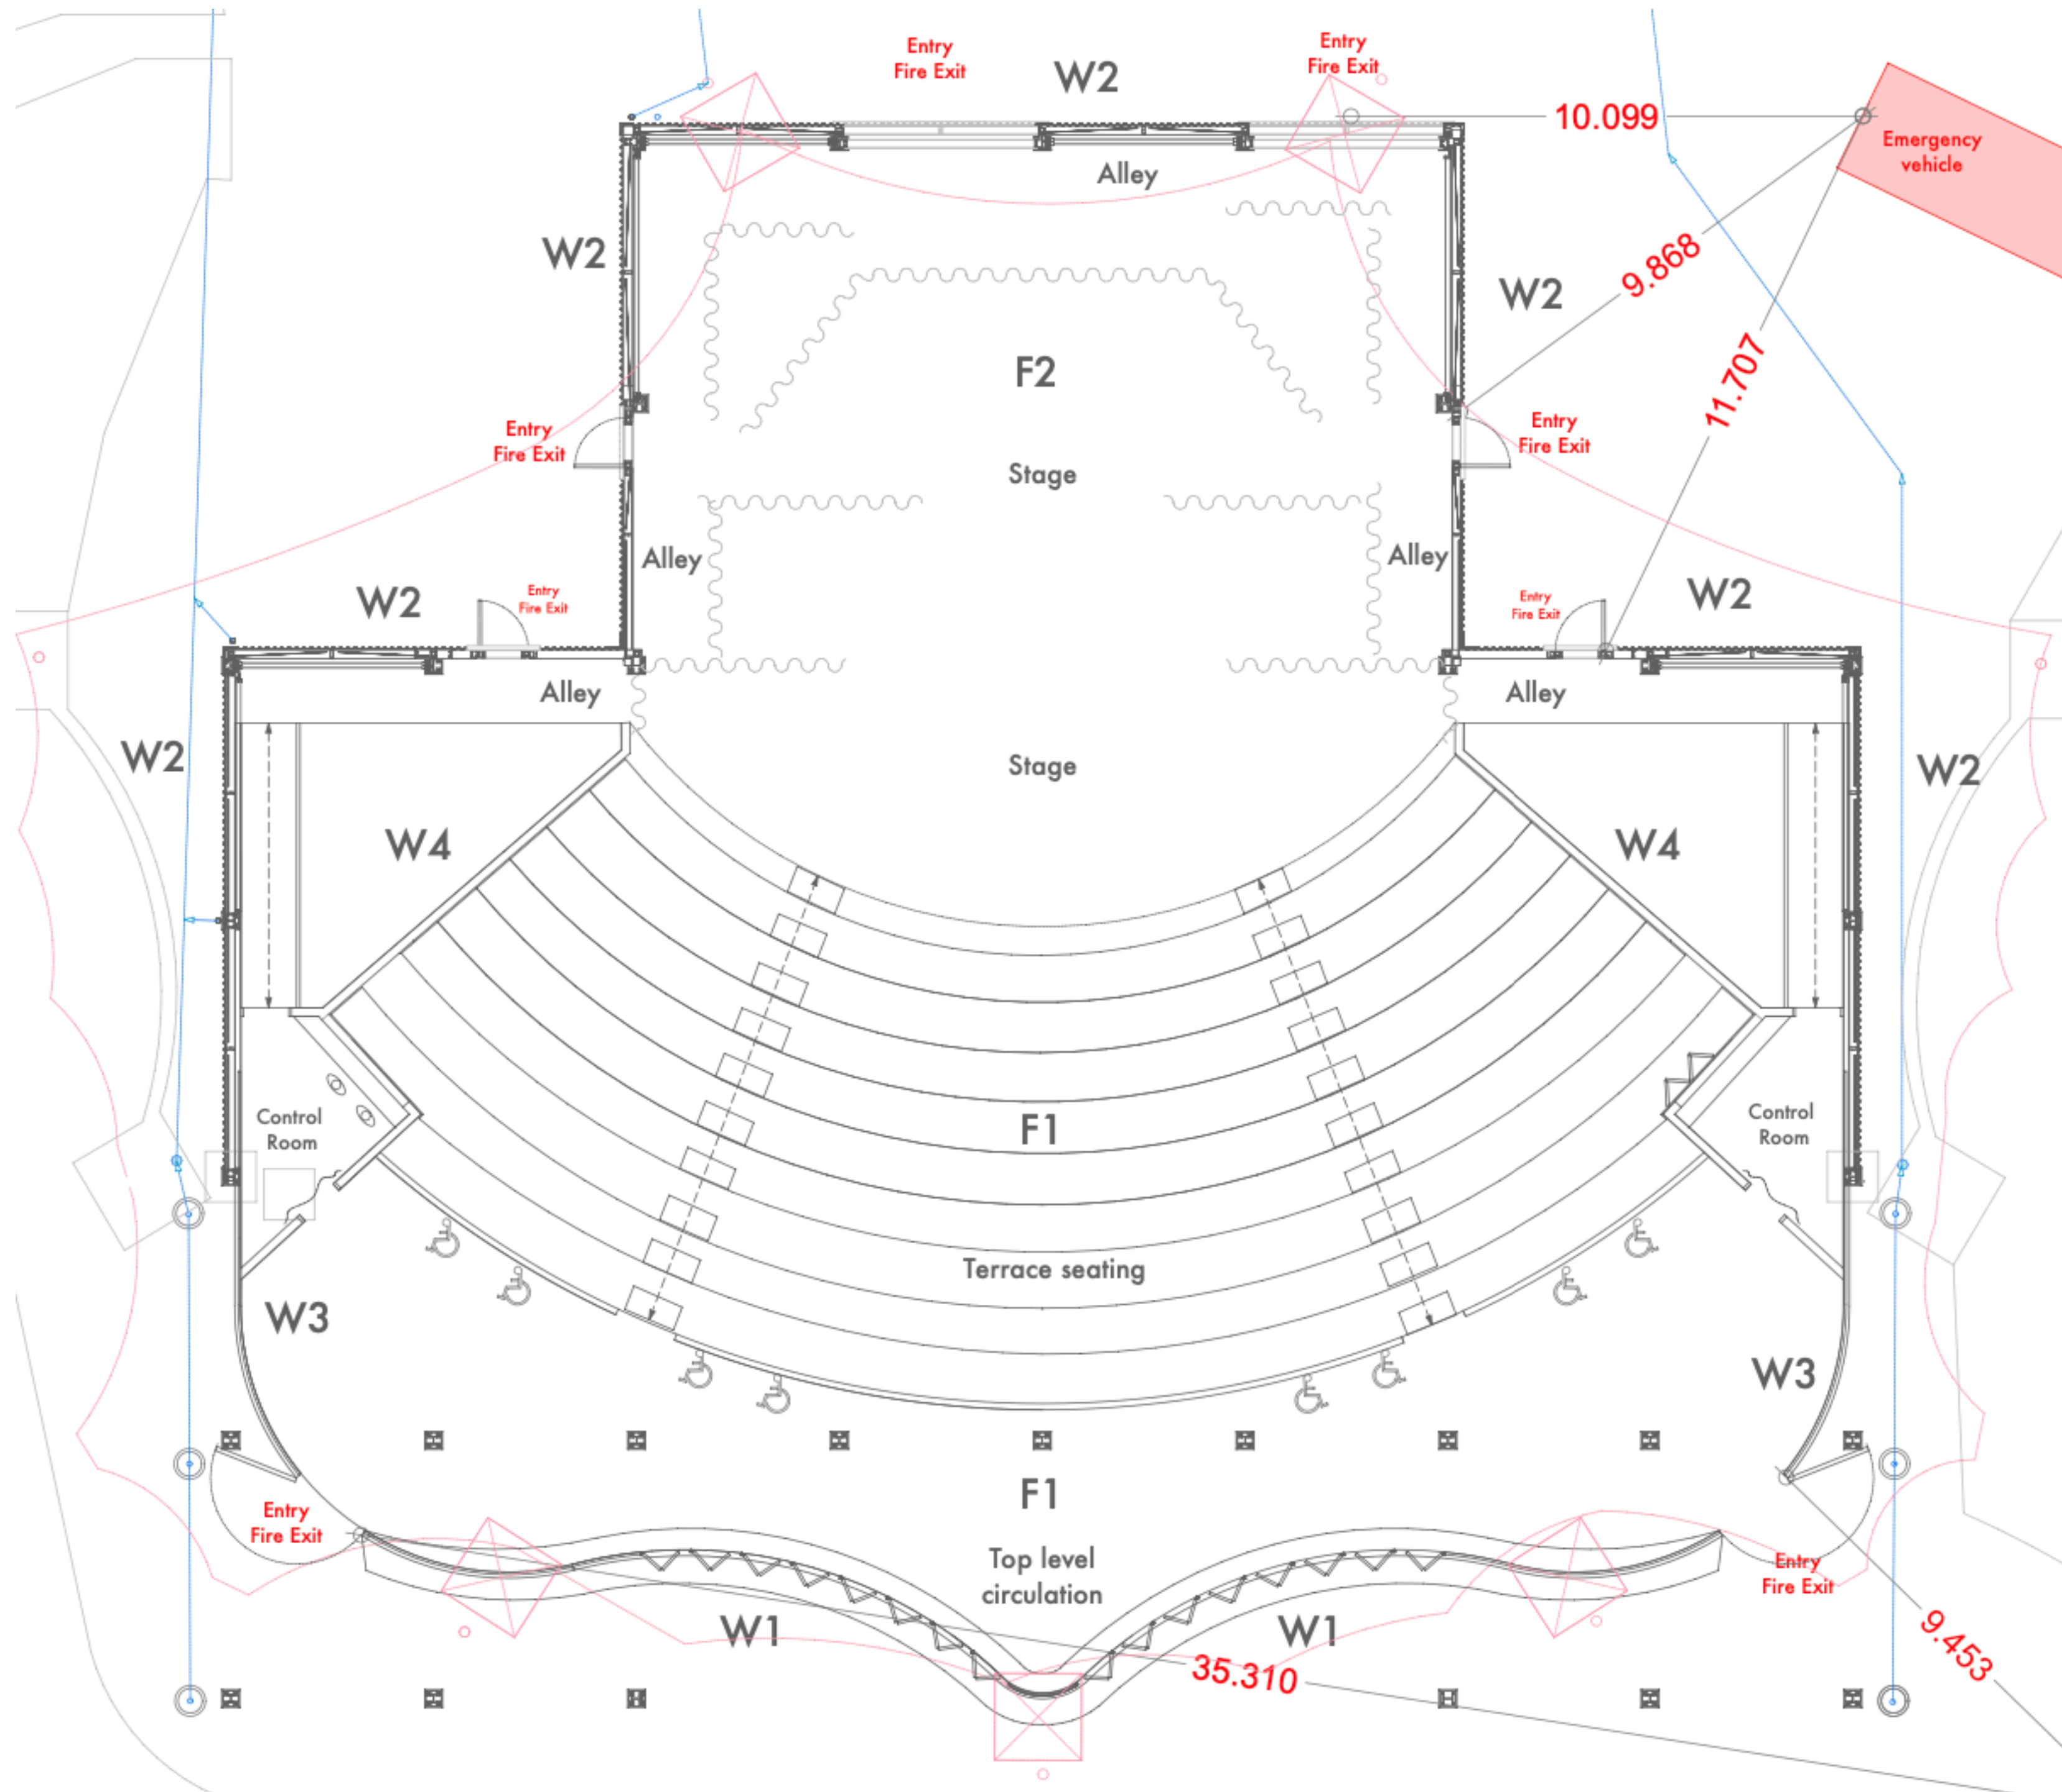 Entry
Fire Exit
W2
Entry
Fire Exit
10.099
Emergency
vehicle
Alley
W2
9.868
W2
F2
11.707
Entry
Fire Exit
Entry
Fire Exit
Stage
Alley
Alley
W2
Entry
Fire Exit
Entry
Fire Exit
W2
Alley
Alley
W2
Stage
W2
W4
W4
Control
Room
F1
Control
Room
Terrace seating
W3
W3
F1
Entry
Fire Exit
Top level
circulation
Entry
Fire Exit
W1
W1
35.310
9.453